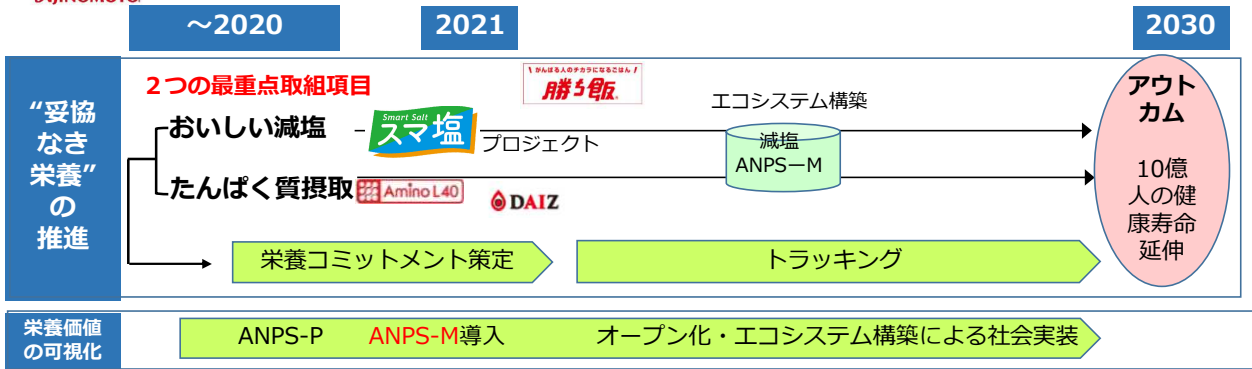 ～2020
2021
2030
“妥協
なき
栄養”
の
推進
２つの最重点取組項目
おいしい減塩
Smart Salt
スマ塩
プロジェクト
\ がんばる人のチカラになるごはん /
勝ち飯
エコシステム構築
減塩
ANPSーM
たんぱく質摂取
Amino L40
DAIZ
栄養コミットメント策定
トラッキング
アウト
カム
10億
人の健
康寿命
延伸
栄養価値
の可視化
ANPS-P
ANPS-M導入
オープン化・エコシステム構築による社会実装